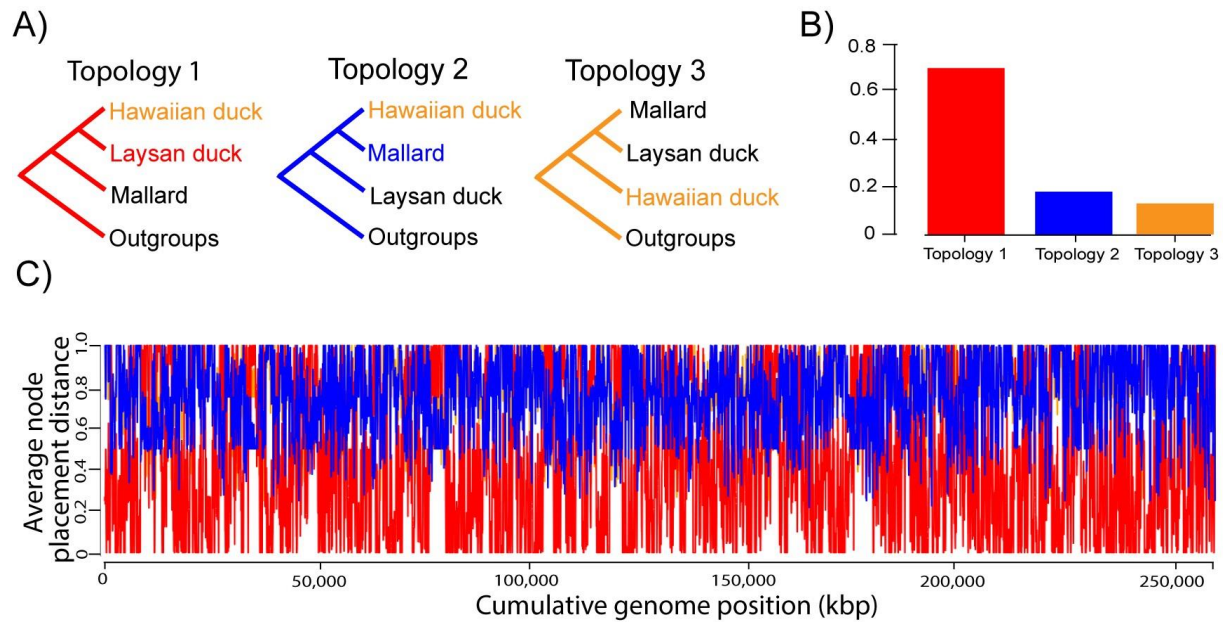 A)
Topology 1
Hawaiian duck
Laysan duck
Mallard
Outgroups
Topology 2
Hawaiian duck
Mallard
Laysan duck
Outgroups
Topology 3
Mallard
Laysan duck
Hawaiian duck
Outgroups
B)
0.8
0.6
0.4
0.2
0
Topology 1
Topology 2
Topology 3
C)
Average node
placement distance
1.0
0.8
0.6
0.4
0.2
0
0
50,000
100,000
150,000
200,000
250,000
Cumulative genome position (kbp)